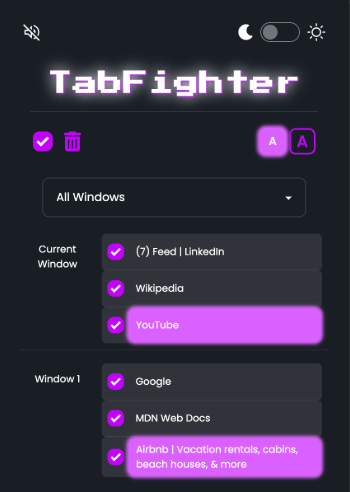 TabFighter
A A
All Windows
Current
Window
(7) Feed | LinkedIn
Wikipedia
YouTube
Window 1
Google
MDN Web Docs
Airbnb | Vacation rentals, cabins,
beach houses, & more